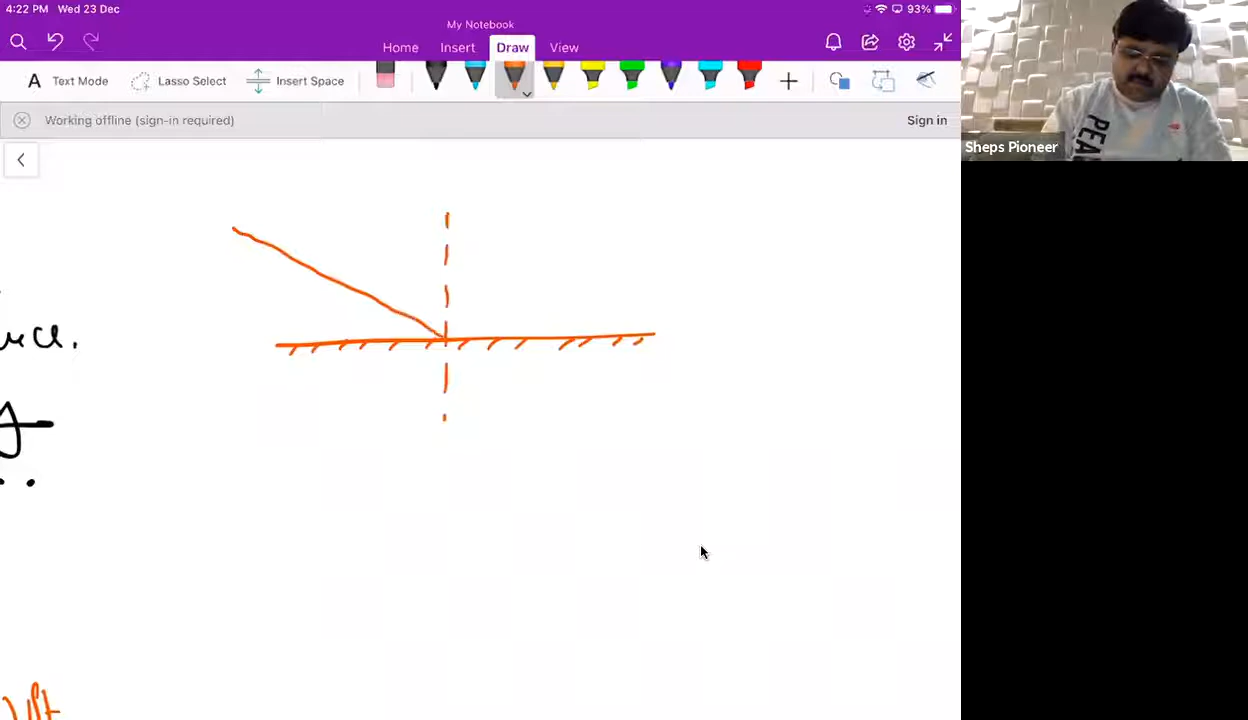 4:22 PM Wed 23 Dec
93%
My Notebook
Home Insert Draw View
A Text Mode Lasso Select Insert Space
Working offline (sign-in required) Sign in
Sheps Pioneer